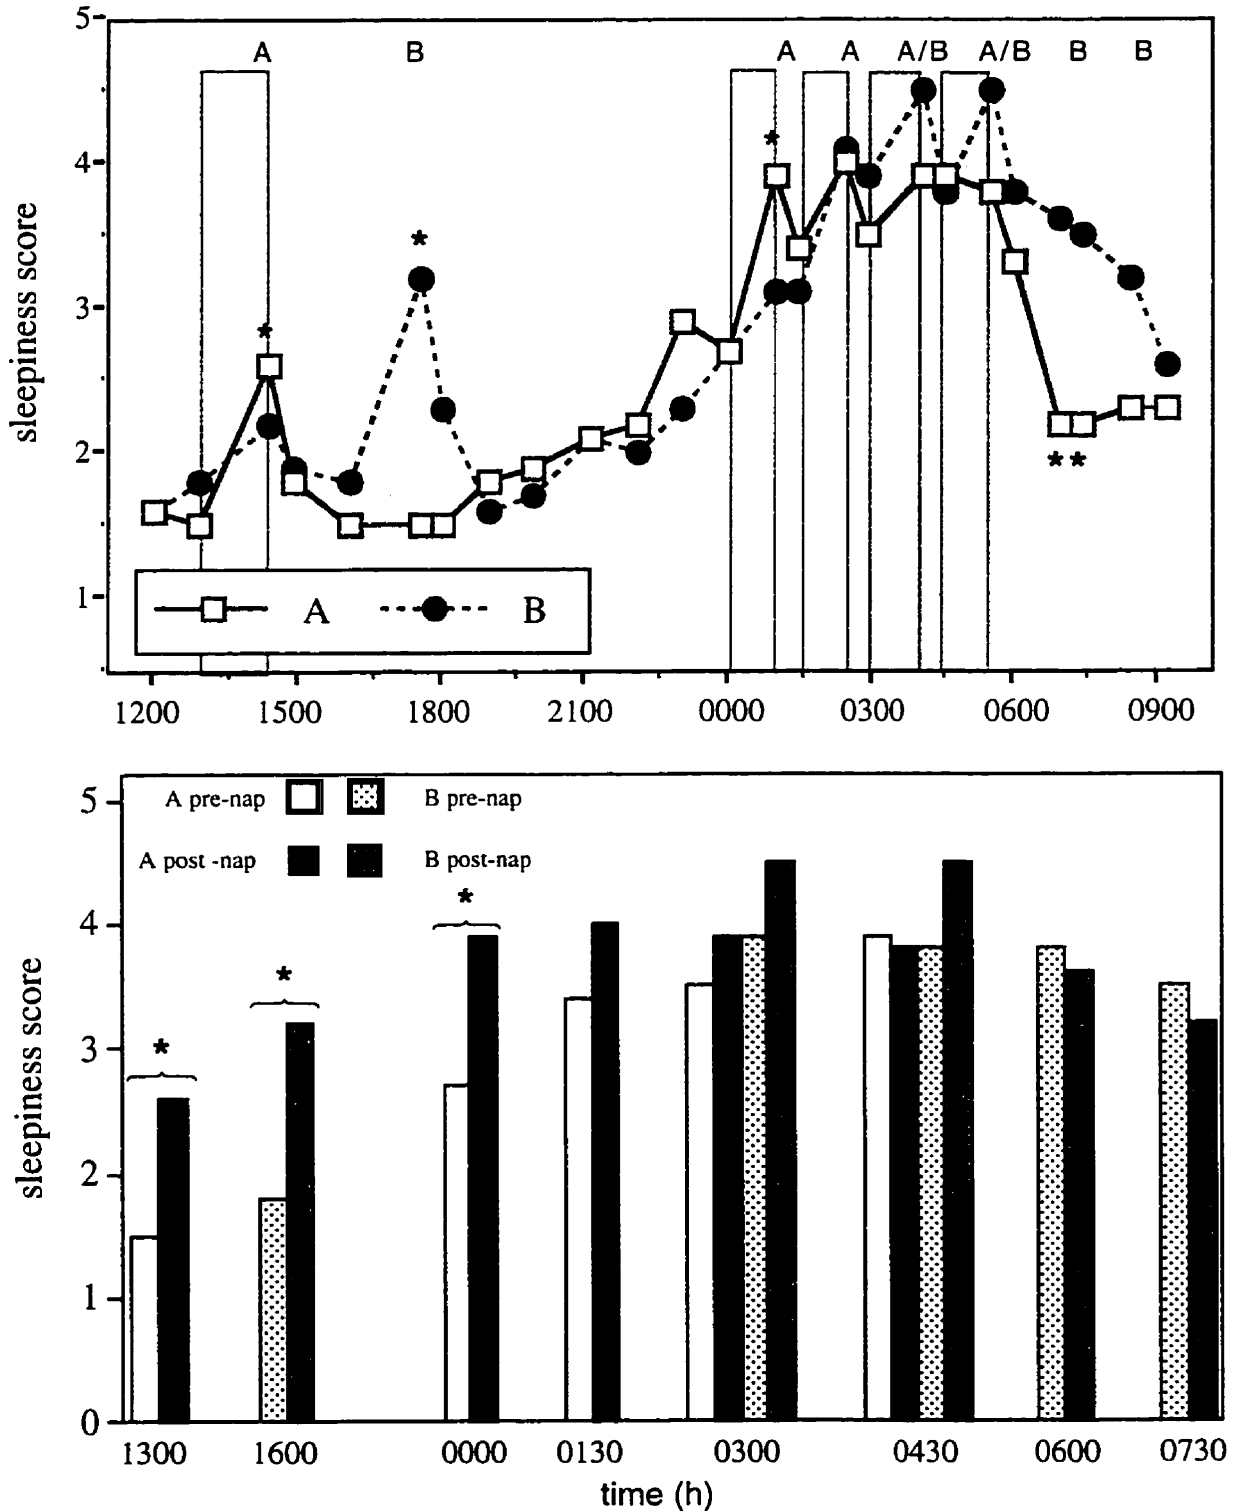 5
A B A A A/B A/B B B
*
4
*
3
*
2
* *
1
sleepiness score
A B
1200 1500 1800 2100 0000 0300 0600 0900
5
A pre-nap B pre-nap
A post -nap B post-nap
*
4
*
3
*
2
1
0
sleepiness score
1300 1600 0000 0130 0300 0430 0600 0730
time (h)